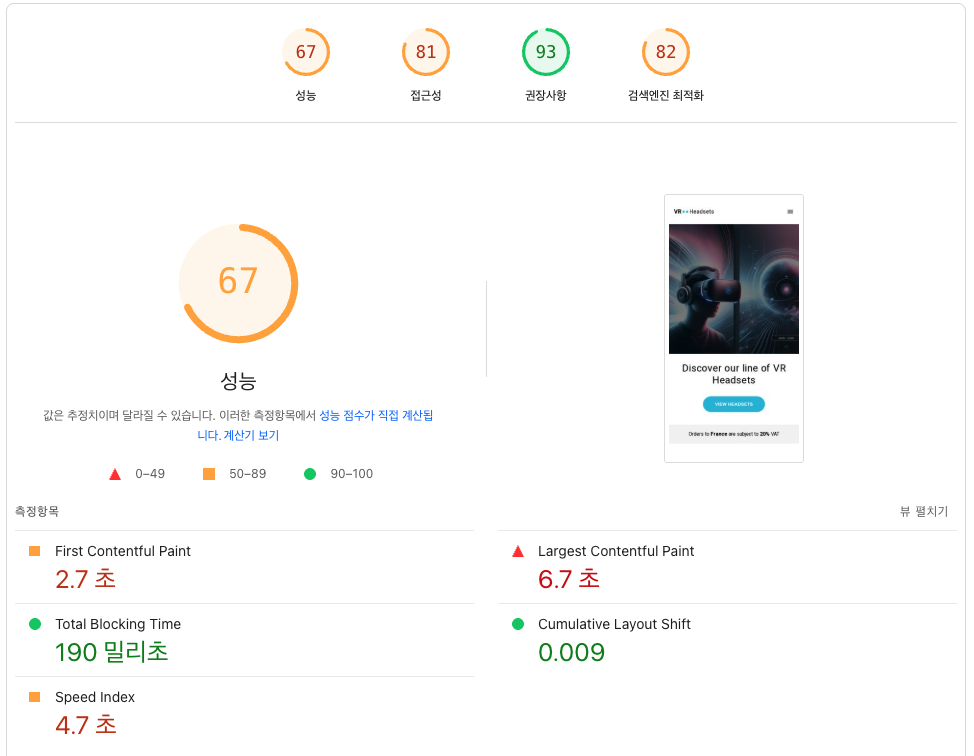 67
81
93
82
성능
접근성
권장사항
검색엔진 최적화
67
성능
값은 추정치이며 달라질 수 있습니다. 이러한 측정항목에서 성능 점수가 직접 계산됩
니다. 계산기 보기
0–49
50–89
90–100
VR Headsets
Discover our line of VR
Headsets
VIEW HEADSETS
Orders to France are subject to 20% VAT
측정항목
뷰 펼치기
First Contentful Paint
2.7 초
Largest Contentful Paint
6.7 초
Total Blocking Time
190 밀리초
Cumulative Layout Shift
0.009
Speed Index
4.7 초